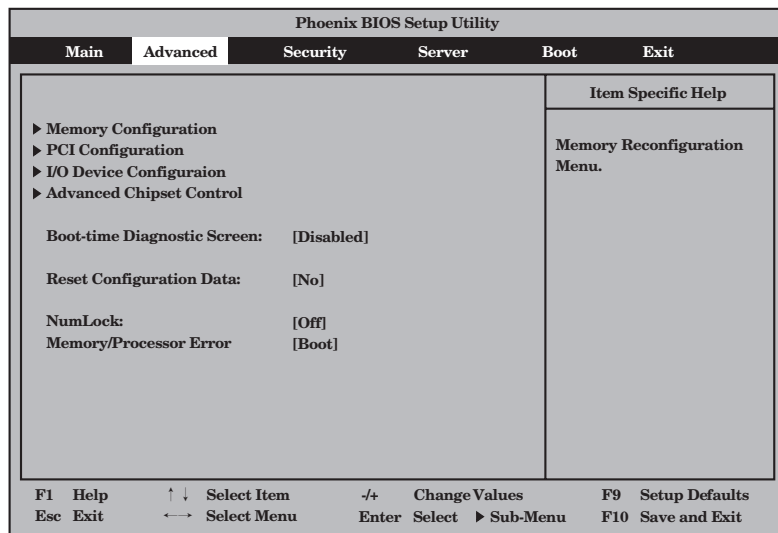 Phoenix BIOS Setup Utility
Main Advanced Security Server Boot Exit
Item Specific Help
Memory Reconfiguration
Menu.
▶ Memory Configuration
▶ PCI Configuration
▶ I/O Device Configuraion
▶ Advanced Chipset Control
Boot-time Diagnostic Screen: [Disabled]
Reset Configuration Data: [No]
NumLock: [Off]
Memory/Processor Error [Boot]
F1 Help ↑↓ Select Item -/+ Change Values F9 Setup Defaults
Esc Exit ←→ Select Menu Enter Select ▶ Sub-Menu F10 Save and Exit